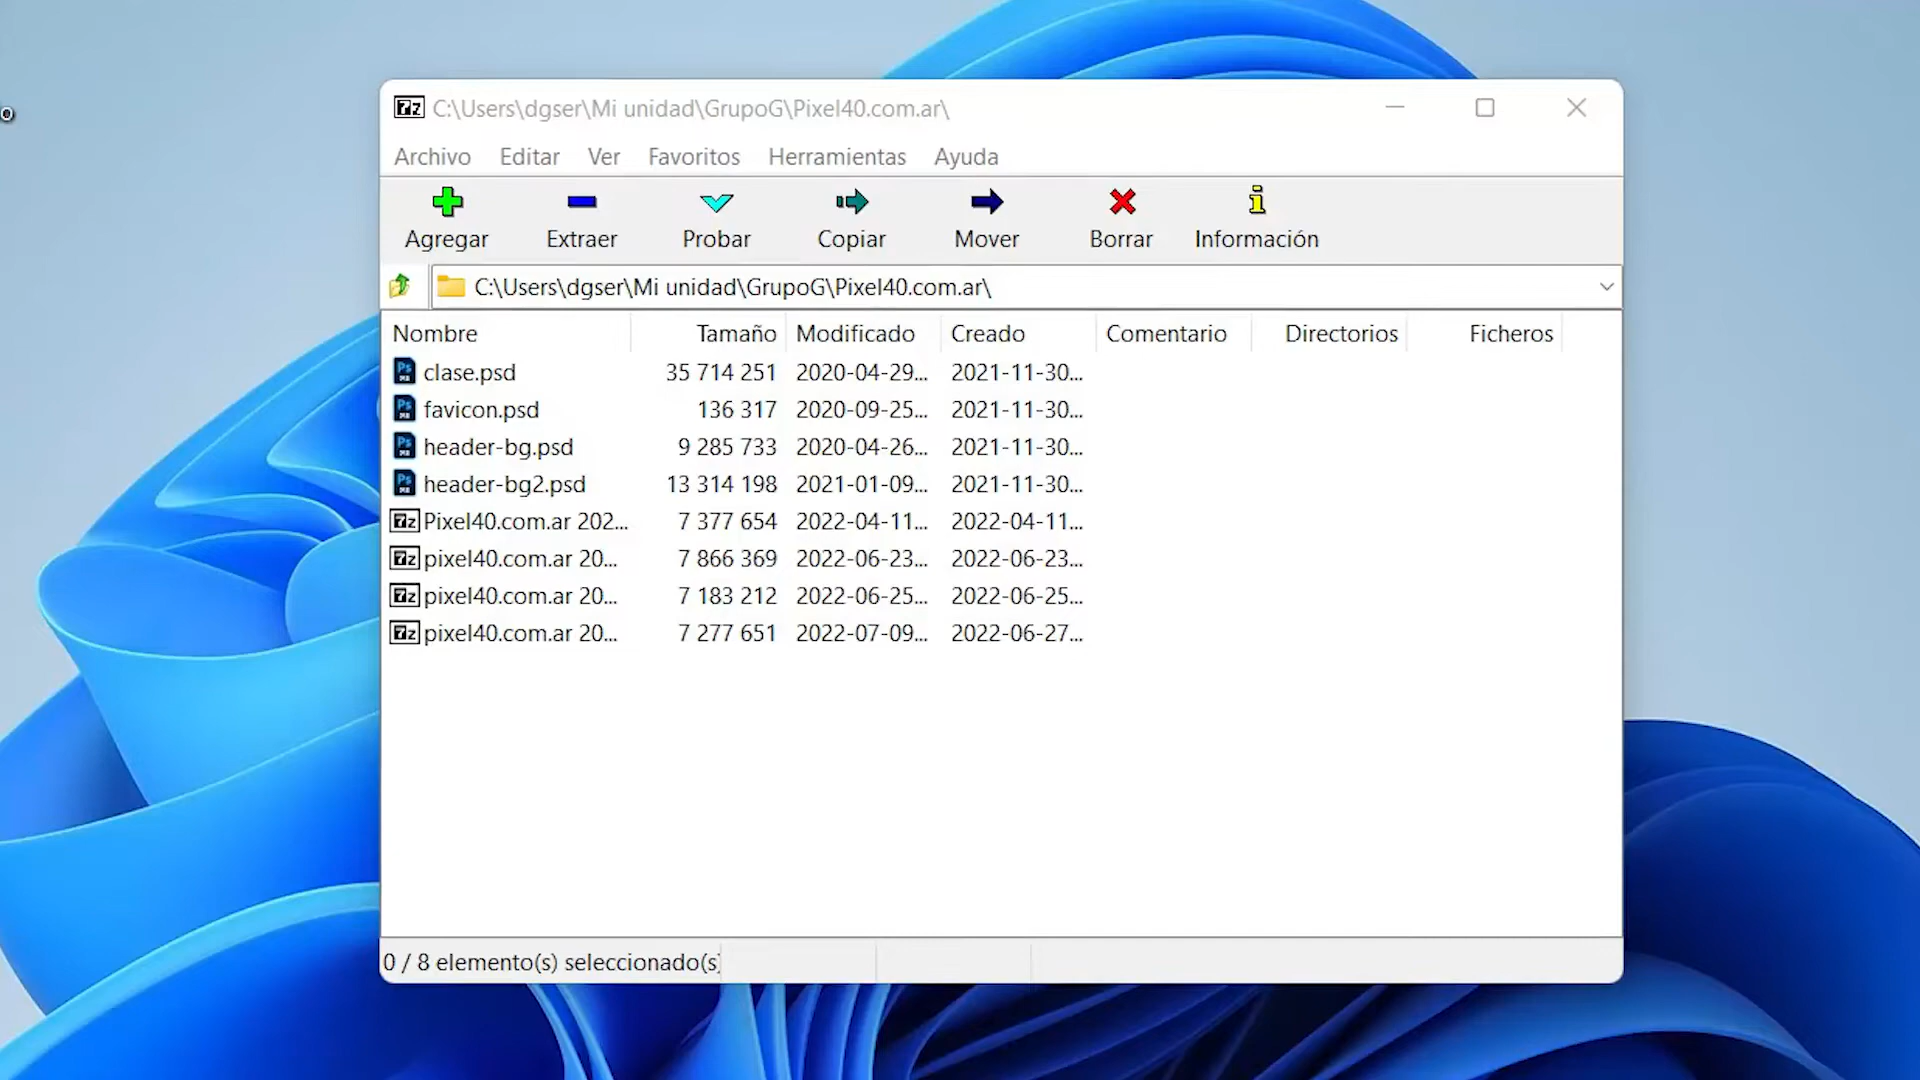 C:\Users\dgser\Mi unidad\GrupoG\Pixel40.com.ar\
Archivo Editar Ver Favoritos Herramientas Ayuda
Agregar Extraer Probar Copiar Mover Borrar Información
C:\Users\dgser\Mi unidad\GrupoG\Pixel40.com.ar\
Nombre Tamaño Modificado Creado Comentario Directorios Ficheros
clase.psd 35 714 251 2020-04-29... 2021-11-30...
favicon.psd 136 317 2020-09-25... 2021-11-30...
header-bg.psd 9 285 733 2020-04-26... 2021-11-30...
header-bg2.psd 13 314 198 2021-01-09... 2021-11-30...
Pixel40.com.ar 202... 7 377 654 2022-04-11... 2022-04-11...
pixel40.com.ar 20... 7 866 369 2022-06-23... 2022-06-23...
pixel40.com.ar 20... 7 183 212 2022-06-25... 2022-06-25...
pixel40.com.ar 20... 7 277 651 2022-07-09... 2022-06-27...
0 / 8 elemento(s) seleccionado(s)